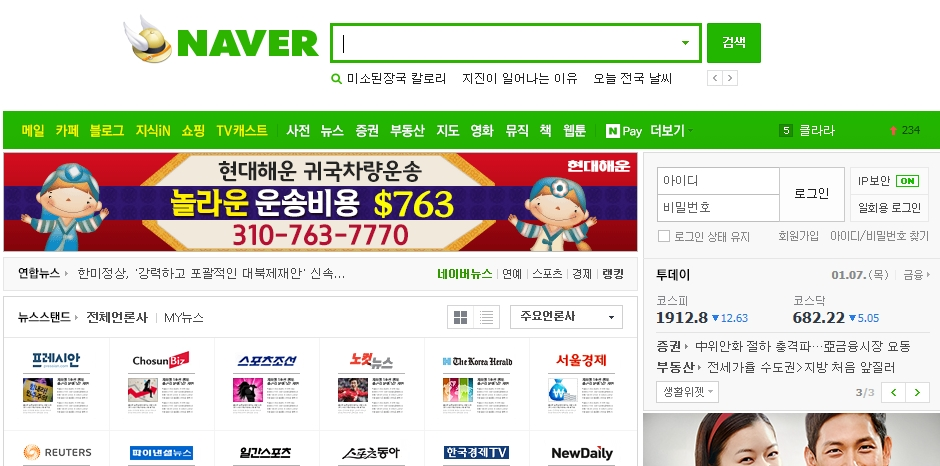 NAVER
검색
미소된장국 칼로리 지진이 일어나는 이유 오늘 전국 날씨
메일 카페 블로그 지식iN 쇼핑 TV캐스트 사전 뉴스 증권 부동산 지도 영화 뮤직 책 웹툰 N Pay 더보기 5 클라라 234
현대해운 귀국차량운송 현대해운
놀라운 운송비용 $763
310-763-7770
아이디
비밀번호
로그인
IP보안 ON
일회용 로그인
로그인 상태 유지 회원가입 아이디/비밀번호 찾기
연합뉴스 한미정상, '강력하고 포괄적인 대북제재안' 신속...
네이버뉴스 연예 스포츠 경제 랭킹
투데이 01.07.(목) 금융
코스피 코스닥
1912.8 ▼12.63 682.22 ▼5.05
증권 中위안화 절하 충격파…亞금융시장 요동
부동산 전세가율 수도권>지방 처음 앞질러
생활위젯 3/3
뉴스스탠드 전체언론사 MY뉴스 주요언론사
프레시안 ChosunBiz 스포츠조선 노컷뉴스 The Korea Herald 서울경제
REUTERS 파이낸셜뉴스 일간스포츠 스포츠동아 한국경제TV NewDaily